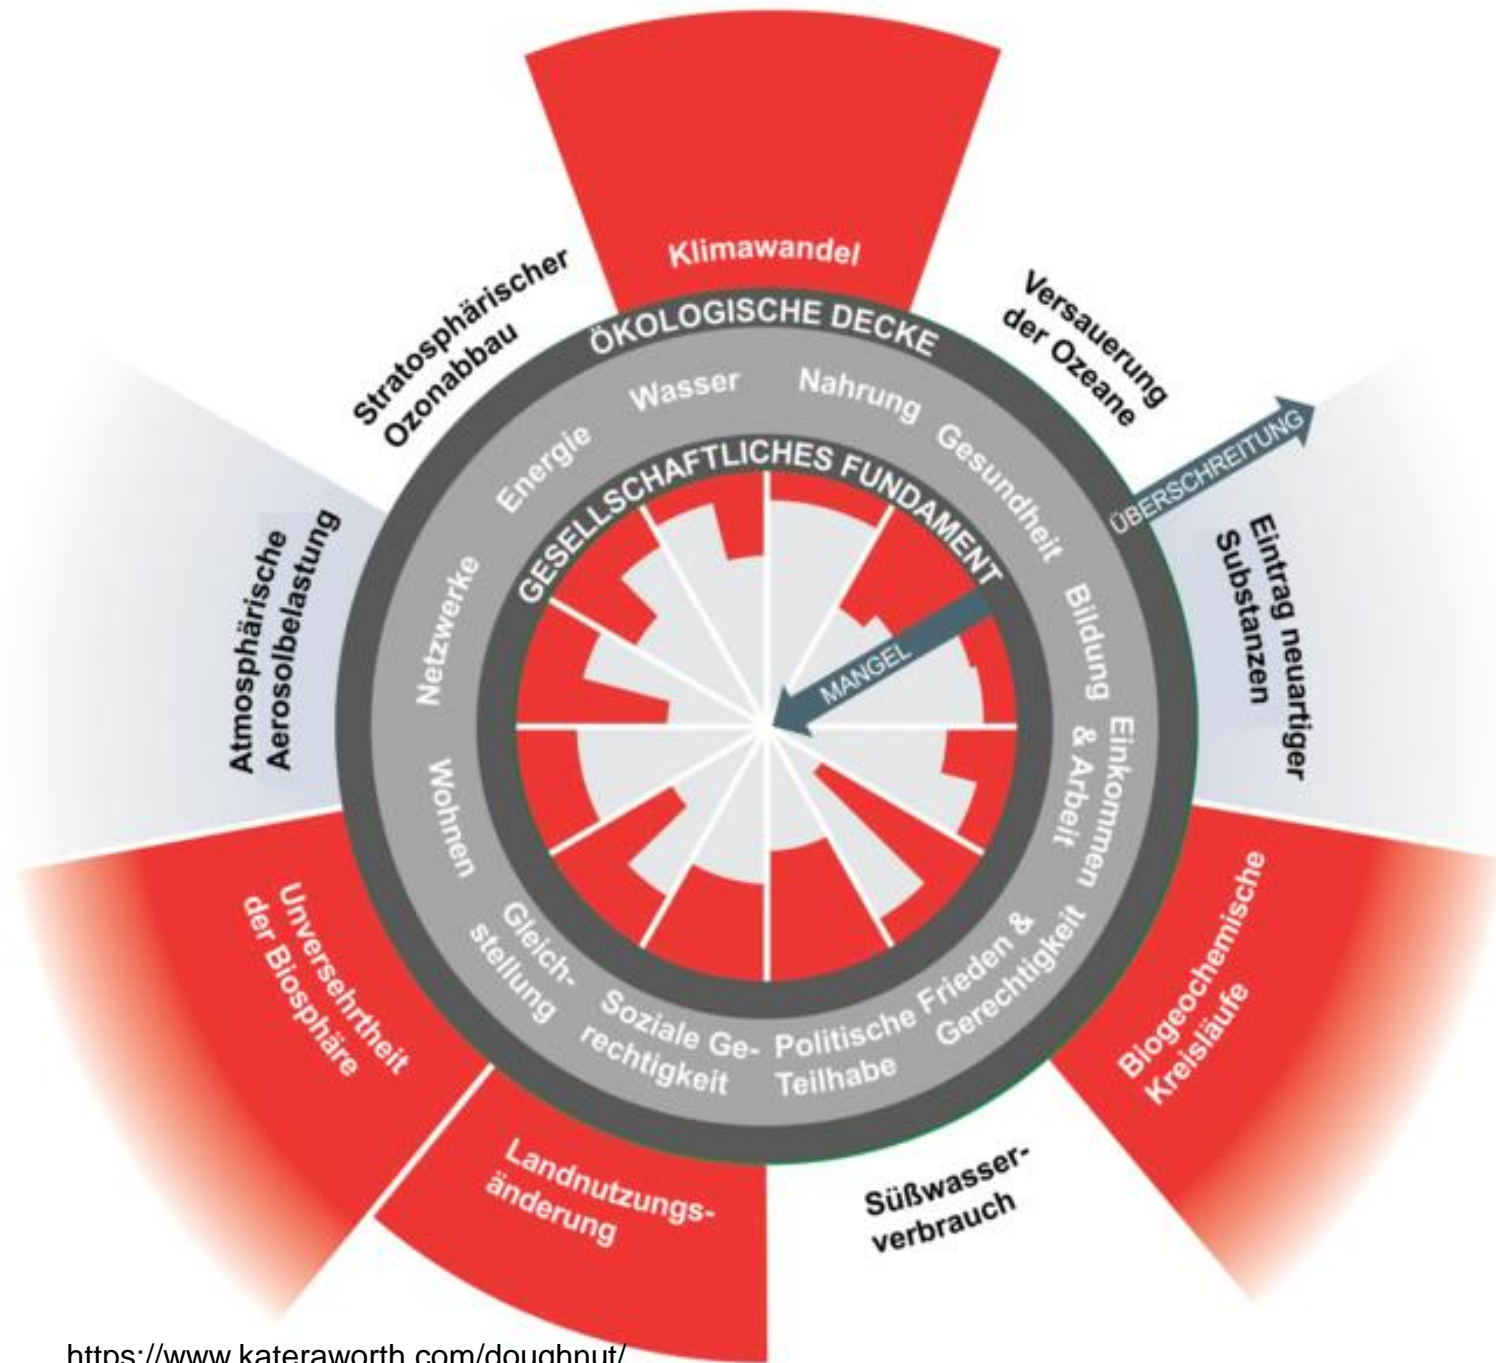 Klimawandel
Stratosphärischer
Ozonabbau
Versauerung
der Ozeane
ÖKOLOGISCHE DECKE
Wasser
Nahrung
Energie
Gesundheit
GESELLSCHAFTLICHES FUNDAMENT
ÜBERSCHREITUNG
Atmosphärische
Aerosolbelastung
Netzwerke
MANGEL
Bildung
Eintrag neuartiger
Substanzen
Wohnen
Einkommen
& Arbeit
Unversehrtheit
der Biosphäre
Gleich-
stellung
Soziale Ge-
rechtigkeit
Politische
Teilhabe
Frieden &
Gerechtigkeit
Biogeochemische
Kreisläufe
Landnutzungs-
änderung
Süßwasser-
verbrauch
https://www.kateraworth.com/doughnut/